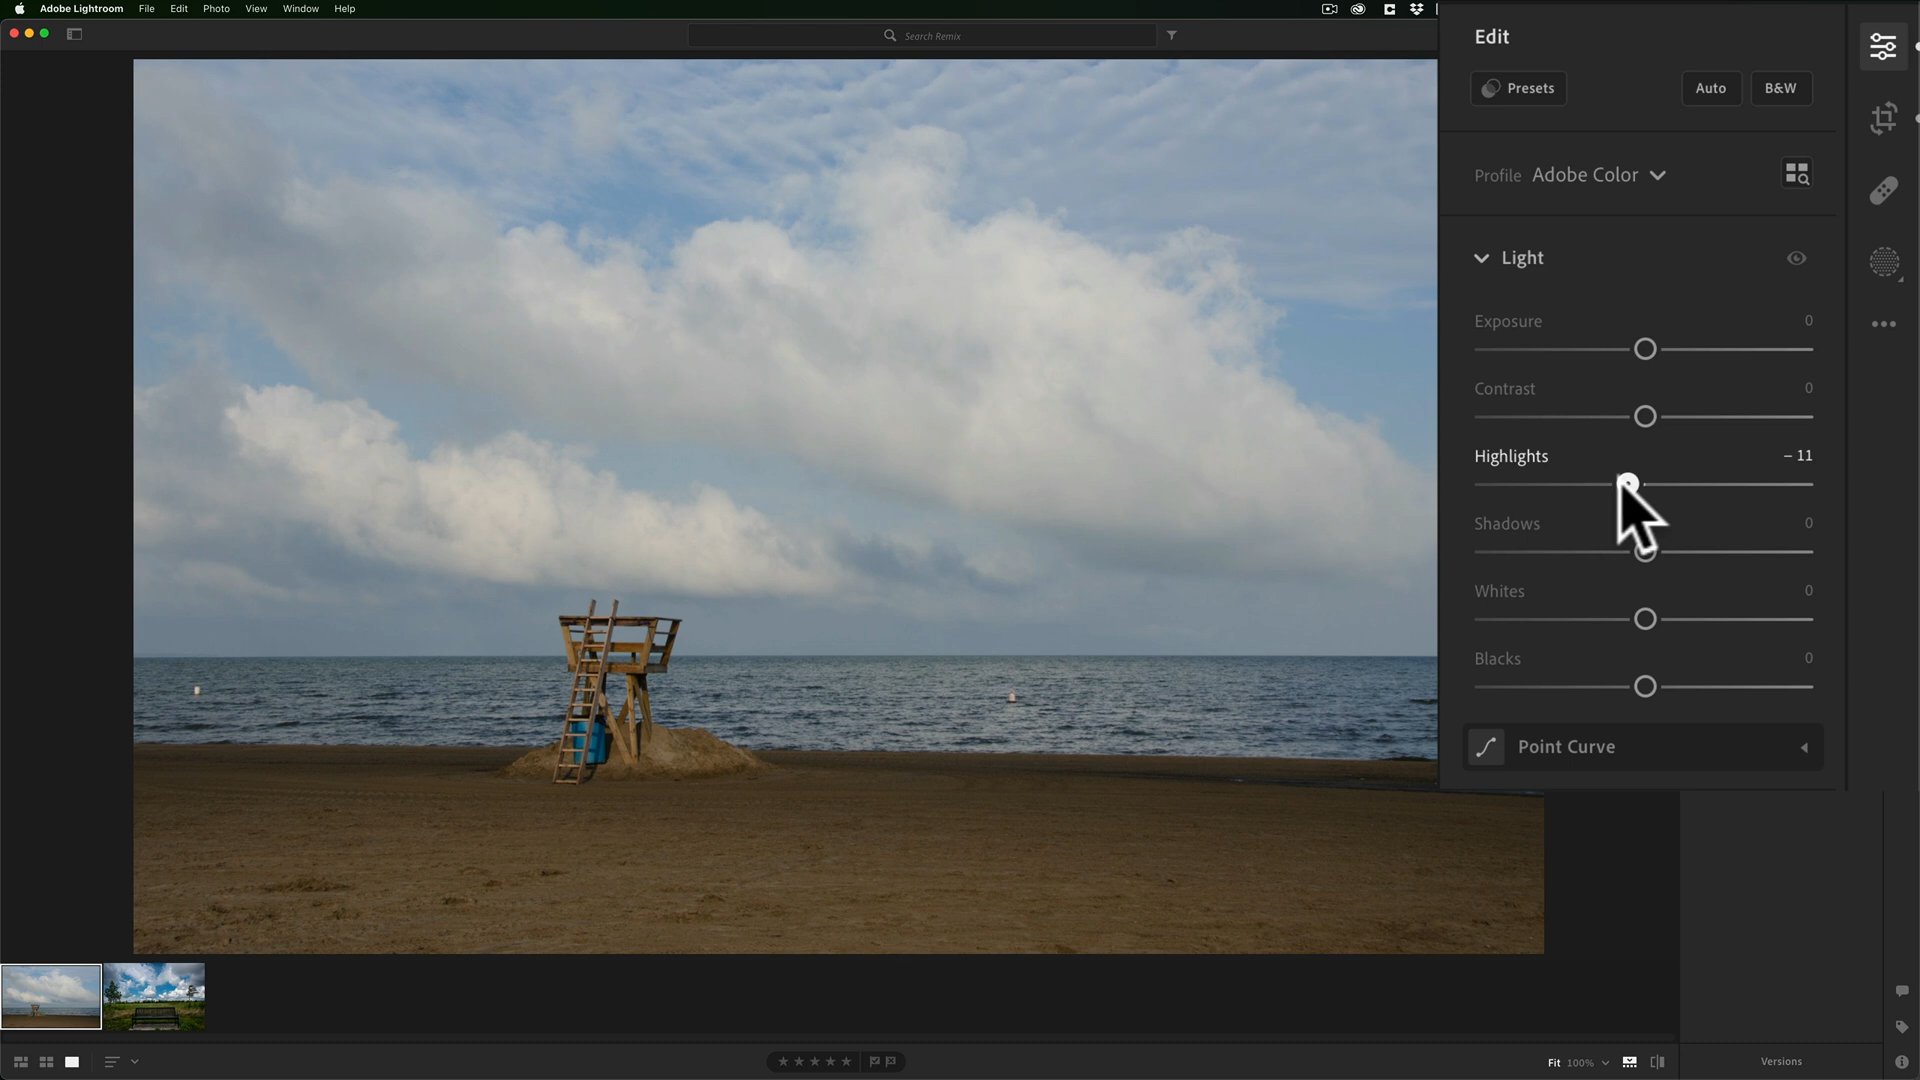 Adobe Lightroom File Edit Photo View Window Help
Search Remix
Edit
Presets Auto B&W
Profile Adobe Color
Light
Exposure 0
Contrast 0
Highlights – 11
Shadows 0
Whites 0
Blacks 0
Point Curve
Fit 100%
Versions